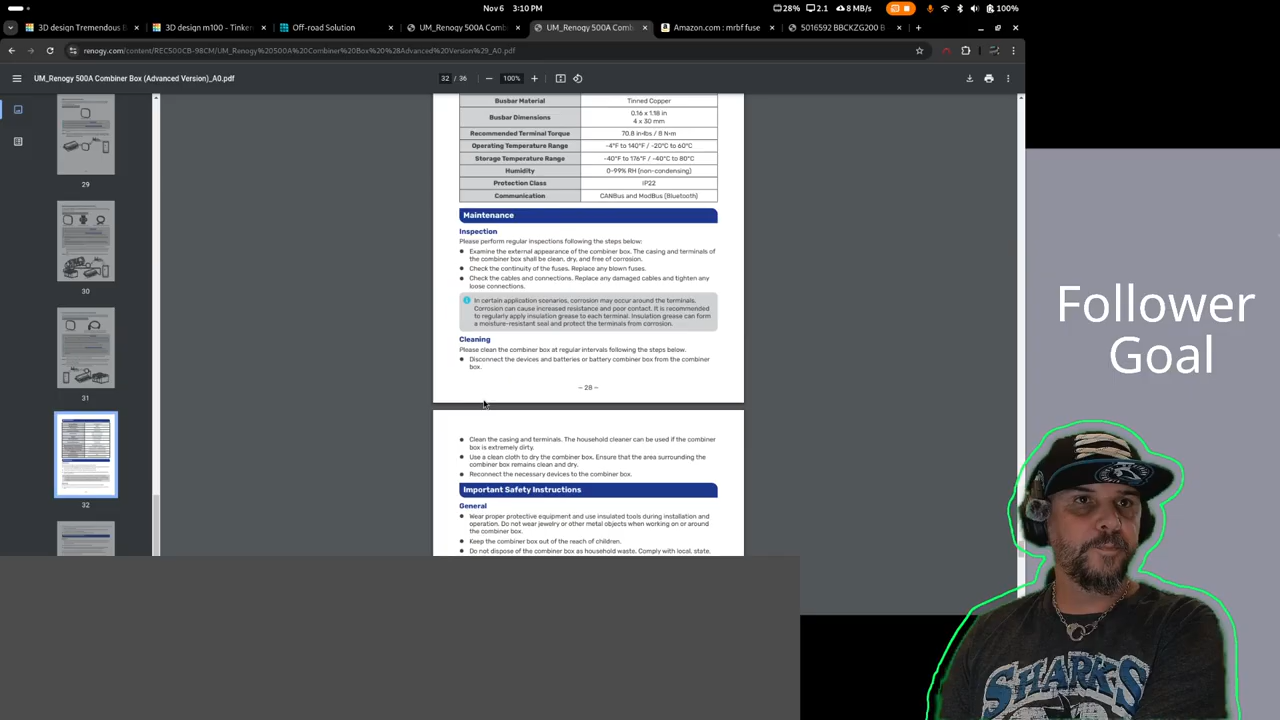 Nov 6 3:10 PM
28% 2.1 8 MB/s 100%
3D design Tremendous B
3D design m100 - Tinker
Off-road Solution
UM_Renogy 500A Comb
UM_Renogy 500A Comb
Amazon.com : mrbf fuse
5016592 BBCKZG200 B
renogy.com/content/REC500CB-98CM/UM_Renogy%20500A%20Combiner%20Box%20%28Advanced%20Version%29_A0.pdf
UM_Renogy 500A Combiner Box (Advanced Version)_A0.pdf
32 / 36
100%
29
30
31
32
Busbar Material Tinned Copper
Busbar Dimensions 0.16 x 1.18 in
4 x 30 mm
Recommended Terminal Torque 70.8 in·lbs / 8 N·m
Operating Temperature Range -4°F to 140°F / -20°C to 60°C
Storage Temperature Range -40°F to 176°F / -40°C to 80°C
Humidity 0-99% RH (non-condensing)
Protection Class IP22
Communication CANBus and ModBus (Bluetooth)
Maintenance
Inspection
Please perform regular inspections following the steps below:
● Examine the external appearance of the combiner box. The casing and terminals of
the combiner box shall be clean, dry, and free of corrosion.
● Check the continuity of the fuses. Replace any blown fuses.
● Check the cables and connections. Replace any damaged cables and tighten any
loose connections.
In certain application scenarios, corrosion may occur around the terminals.
Corrosion can cause increased resistance and poor contact. It is recommended
to regularly apply insulation grease to each terminal. Insulation grease can form
a moisture-resistant seal and protect the terminals from corrosion.
Cleaning
Please clean the combiner box at regular intervals following the steps below.
● Disconnect the devices and batteries or battery combiner box from the combiner
box.
— 28 —
● Clean the casing and terminals. The household cleaner can be used if the combiner
box is extremely dirty.
● Use a clean cloth to dry the combiner box. Ensure that the area surrounding the
combiner box remains clean and dry.
● Reconnect the necessary devices to the combiner box.
Important Safety Instructions
General
● Wear proper protective equipment and use insulated tools during installation and
operation. Do not wear jewelry or other metal objects when working on or around
the combiner box.
● Keep the combiner box out of the reach of children.
● Do not dispose of the combiner box as household waste. Comply with local, state,
Follower
Goal
SHARKS